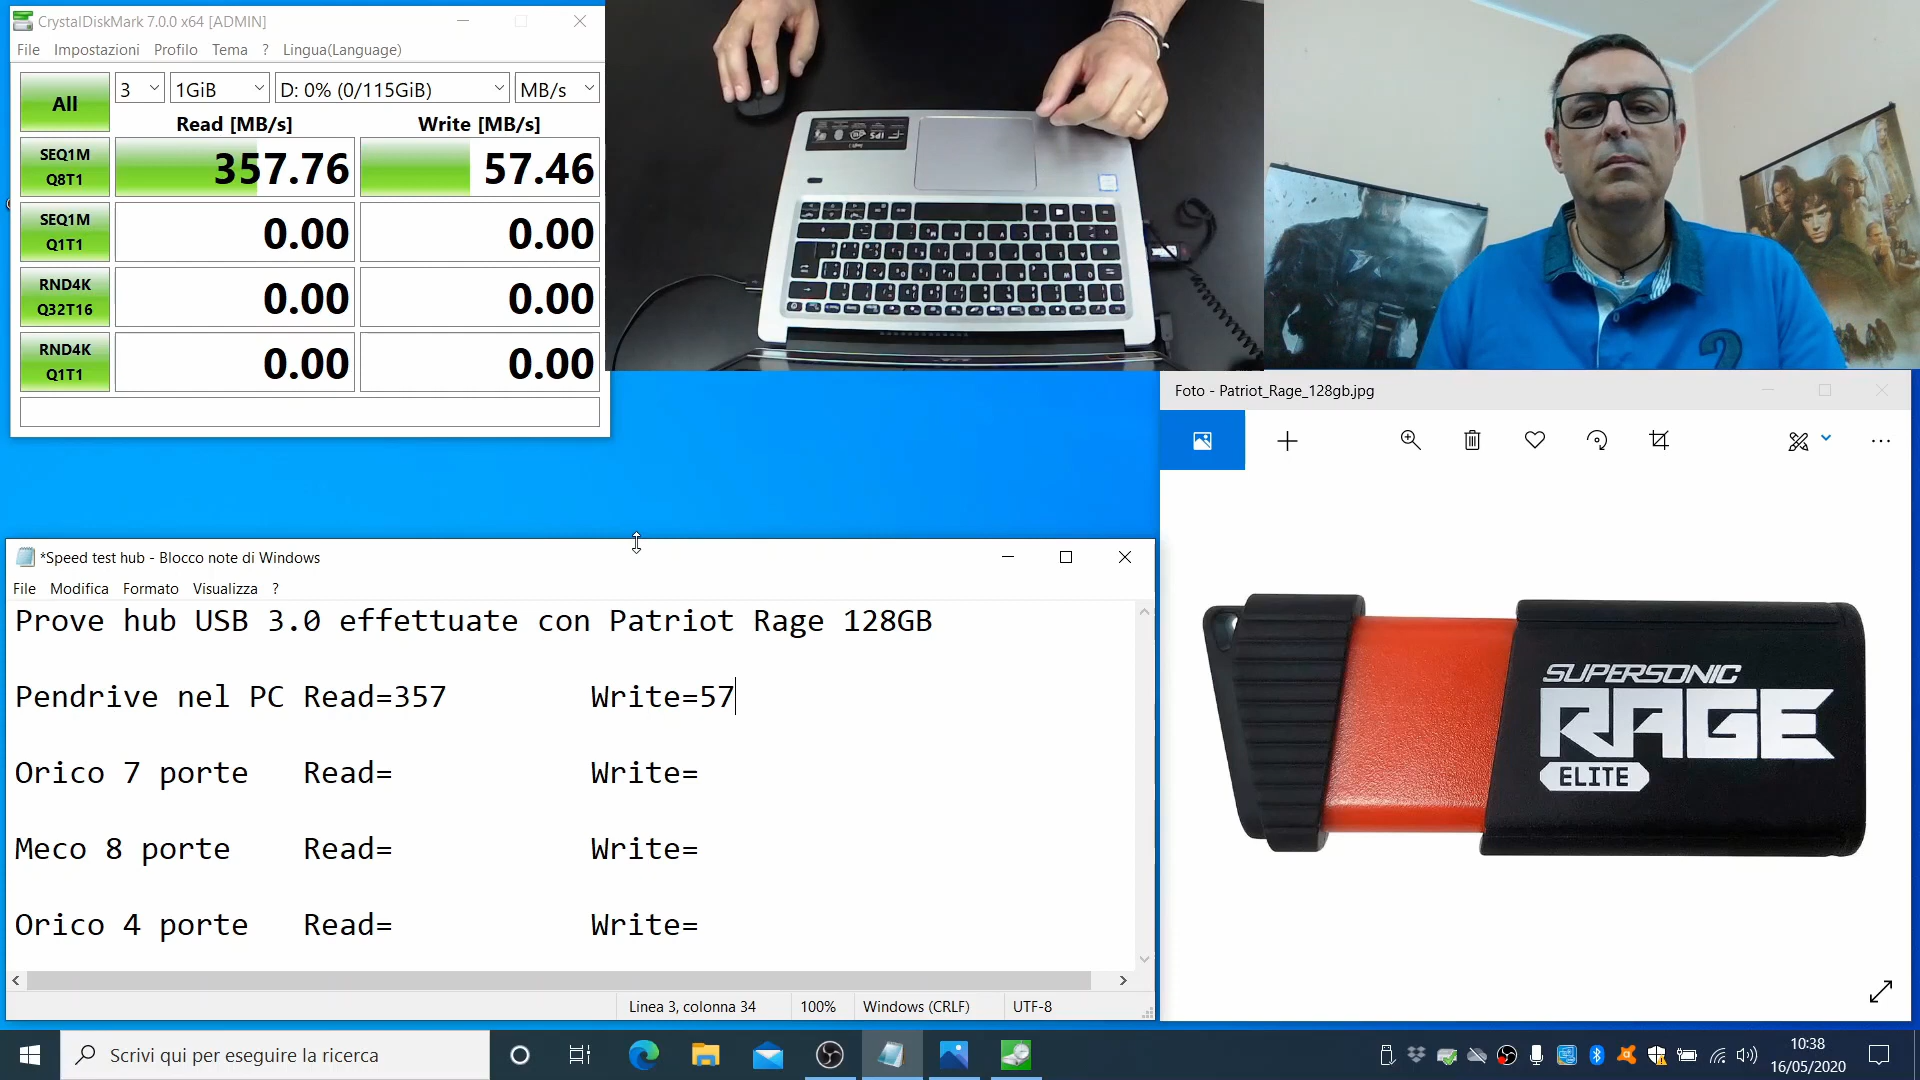 CrystalDiskMark 7.0.0 x64 [ADMIN]
File Impostazioni Profilo Tema ? Lingua(Language)
All 3 1GiB D: 0% (0/115GiB) MB/s
Read [MB/s] Write [MB/s]
SEQ1M
Q8T1
357.76 57.46
SEQ1M
Q1T1
0.00 0.00
RND4K
Q32T16
0.00 0.00
RND4K
Q1T1
0.00 0.00
Foto - Patriot_Rage_128gb.jpg
SUPERSONIC
RAGE
ELITE
*Speed test hub - Blocco note di Windows
File Modifica Formato Visualizza ?
Prove hub USB 3.0 effettuate con Patriot Rage 128GB
Pendrive nel PC Read=357 Write=57
Orico 7 porte Read= Write=
Meco 8 porte Read= Write=
Orico 4 porte Read= Write=
Linea 3, colonna 34 100% Windows (CRLF) UTF-8
Scrivi qui per eseguire la ricerca
10:38
16/05/2020